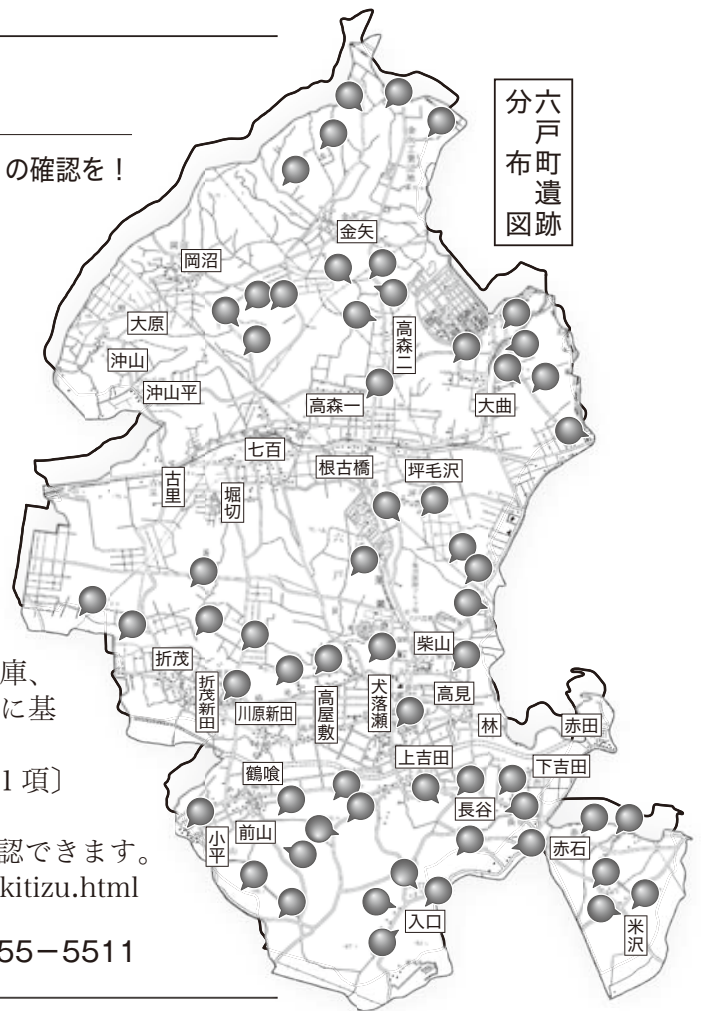 六戸町遺跡
分布図
の確認を！
金矢
岡沼
大原
高森二
沖山
沖山平
高森一
大曲
七百
根古橋
坪毛沢
古里
堀切
柴山
折茂
折茂新田
川原新田
高屋敷
犬落瀬
高見
林
赤田
上吉田
下吉田
鶴喰
長谷
前山
小平
赤石
入口
米沢
庫、
に基
1項〕
認できます。
kitizu.html
55−5511